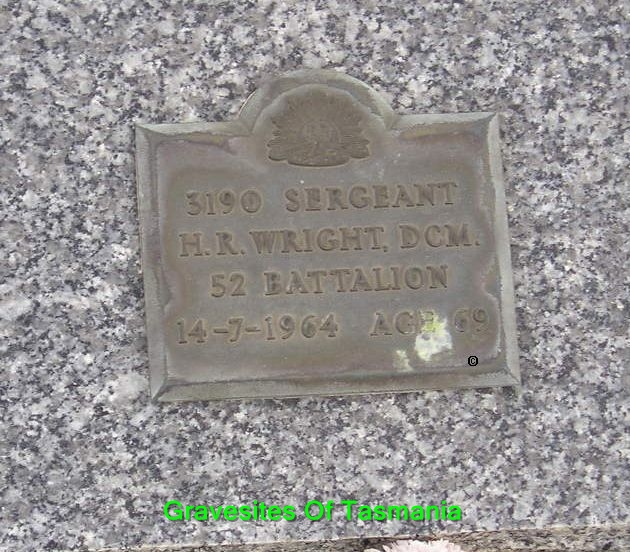 3190 SERGEANT
H. R. WRIGHT, DCM.
52 BATTALION
14-7-1964 AGE 69
©
Gravesites Of Tasmania